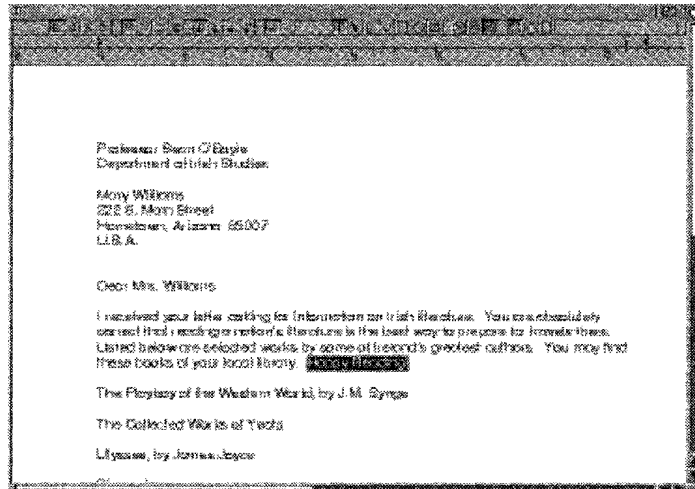 Professor Sean O'Boyle
Department of Irish Studies
Mary Williams
222 S. Main Street
Hometown, Arizona 85007
U.S.A.
Dear Mrs. Williams
I received your letter asking for information on Irish literature. You are absolutely
correct that reading a nation's literature is the best way to prepare for travels there.
Listed below are selected works by some of Ireland's greatest authors. You may find
these books at your local library. Happy Reading!
The Playboy of the Western World, by J.M. Synge
The Collected Works of Yeats
Ulysses, by James Joyce